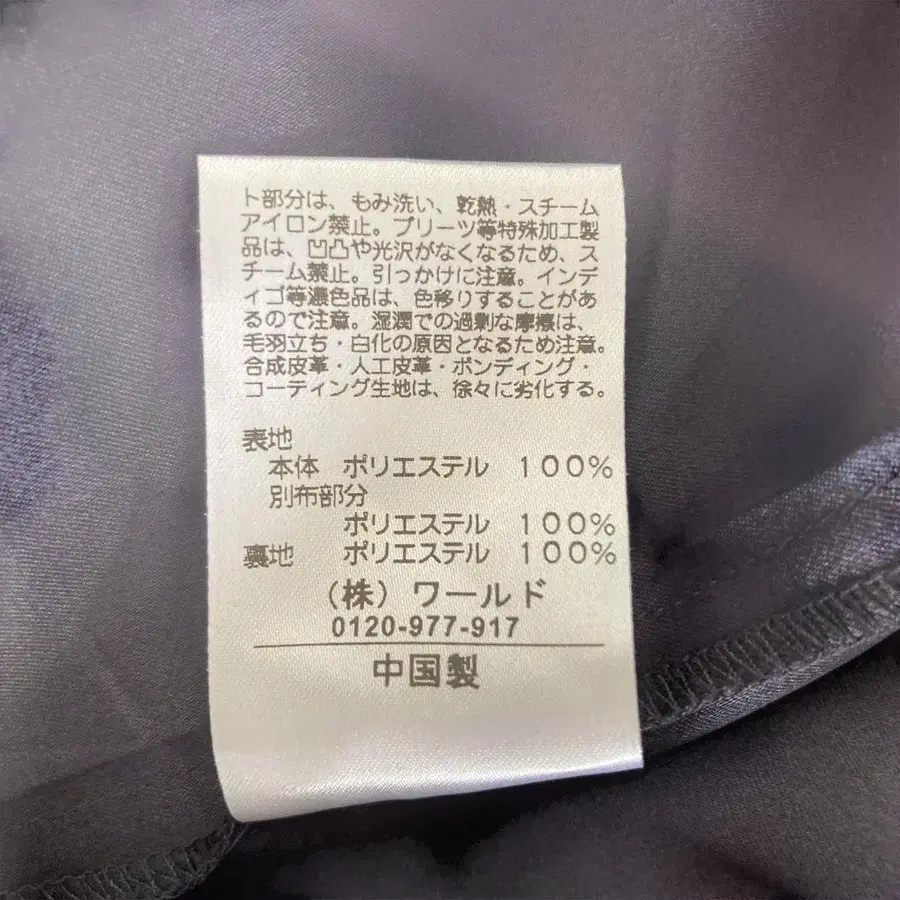 ト部分は、もみ洗い、乾熱・スチーム
アイロン禁止。プリーツ等特殊加工製
品は、凹凸や光沢がなくなるため、ス
チーム禁止。引っかけに注意。インデ
ィゴ等濃色品は、色移りすることがあ
るので注意。湿潤での過剰な摩擦は、
毛羽立ち・白化の原因となるため注意。
合成皮革・人工皮革・ボンディング・
コーティング生地は、徐々に劣化する。
表地
本体 ポリエステル 100%
別布部分
ポリエステル 100%
裏地 ポリエステル 100%
(株)ワールド
0120-977-917
中国製